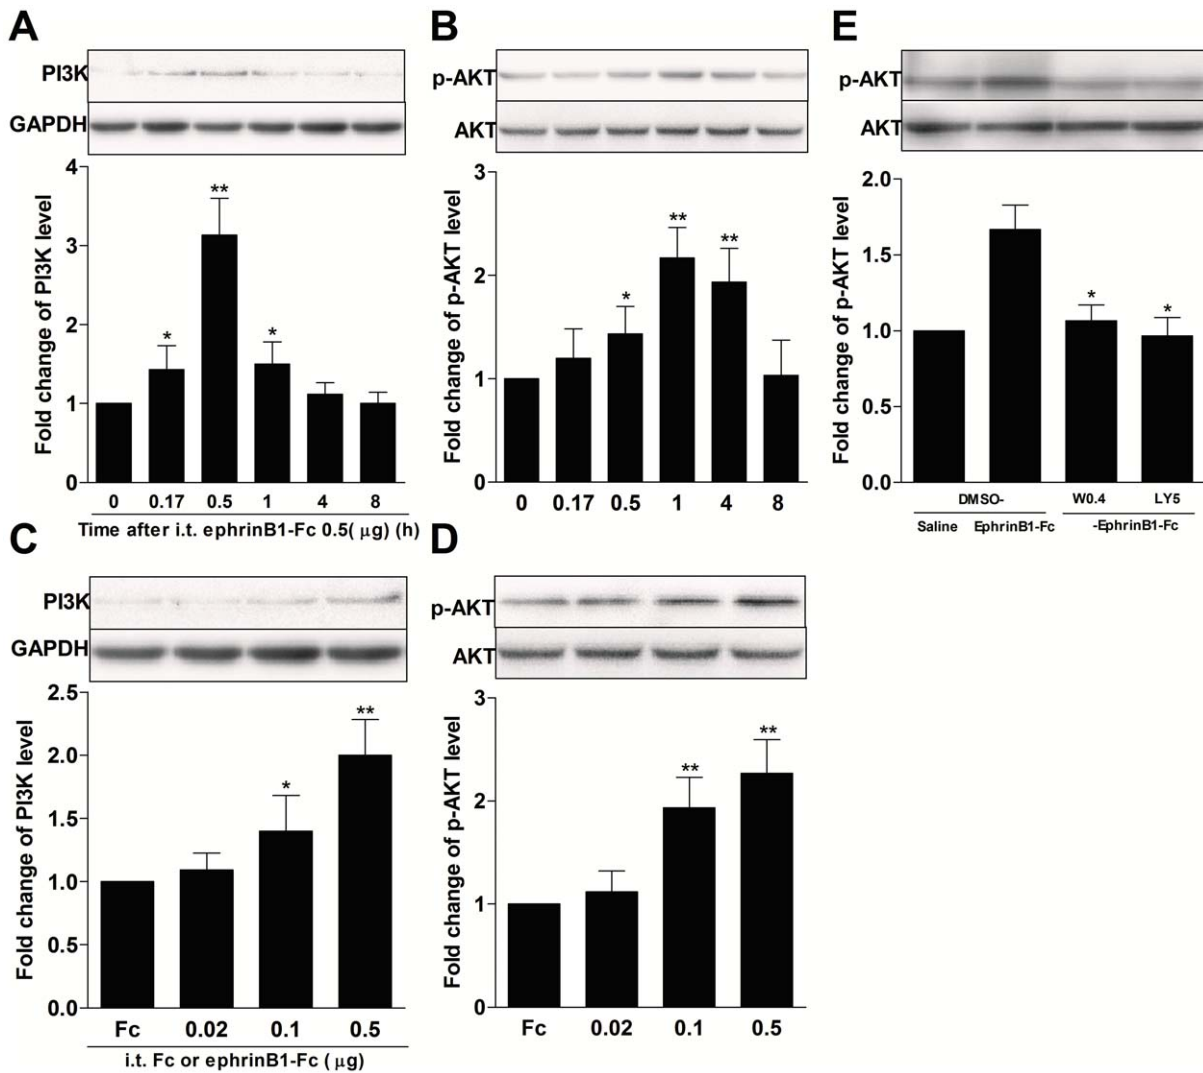 A
PI3K
GAPDH
Fold change of PI3K level
4
3
2
1
0
**
*
*
0 0.17 0.5 1 4 8
Time after i.t. ephrinB1-Fc 0.5( μg) (h)
B
p-AKT
AKT
Fold change of p-AKT level
3
2
1
0
*
**
**
0 0.17 0.5 1 4 8
E
p-AKT
AKT
Fold change of p-AKT level
2.0
1.5
1.0
0.5
0.0
*
*
DMSO- W0.4 LY5
Saline EphrinB1-Fc -EphrinB1-Fc
C
PI3K
GAPDH
Fold change of PI3K level
2.5
2.0
1.5
1.0
0.5
0.0
*
**
Fc 0.02 0.1 0.5
i.t. Fc or ephrinB1-Fc ( μg)
D
p-AKT
AKT
Fold change of p-AKT level
3
2
1
0
**
**
Fc 0.02 0.1 0.5